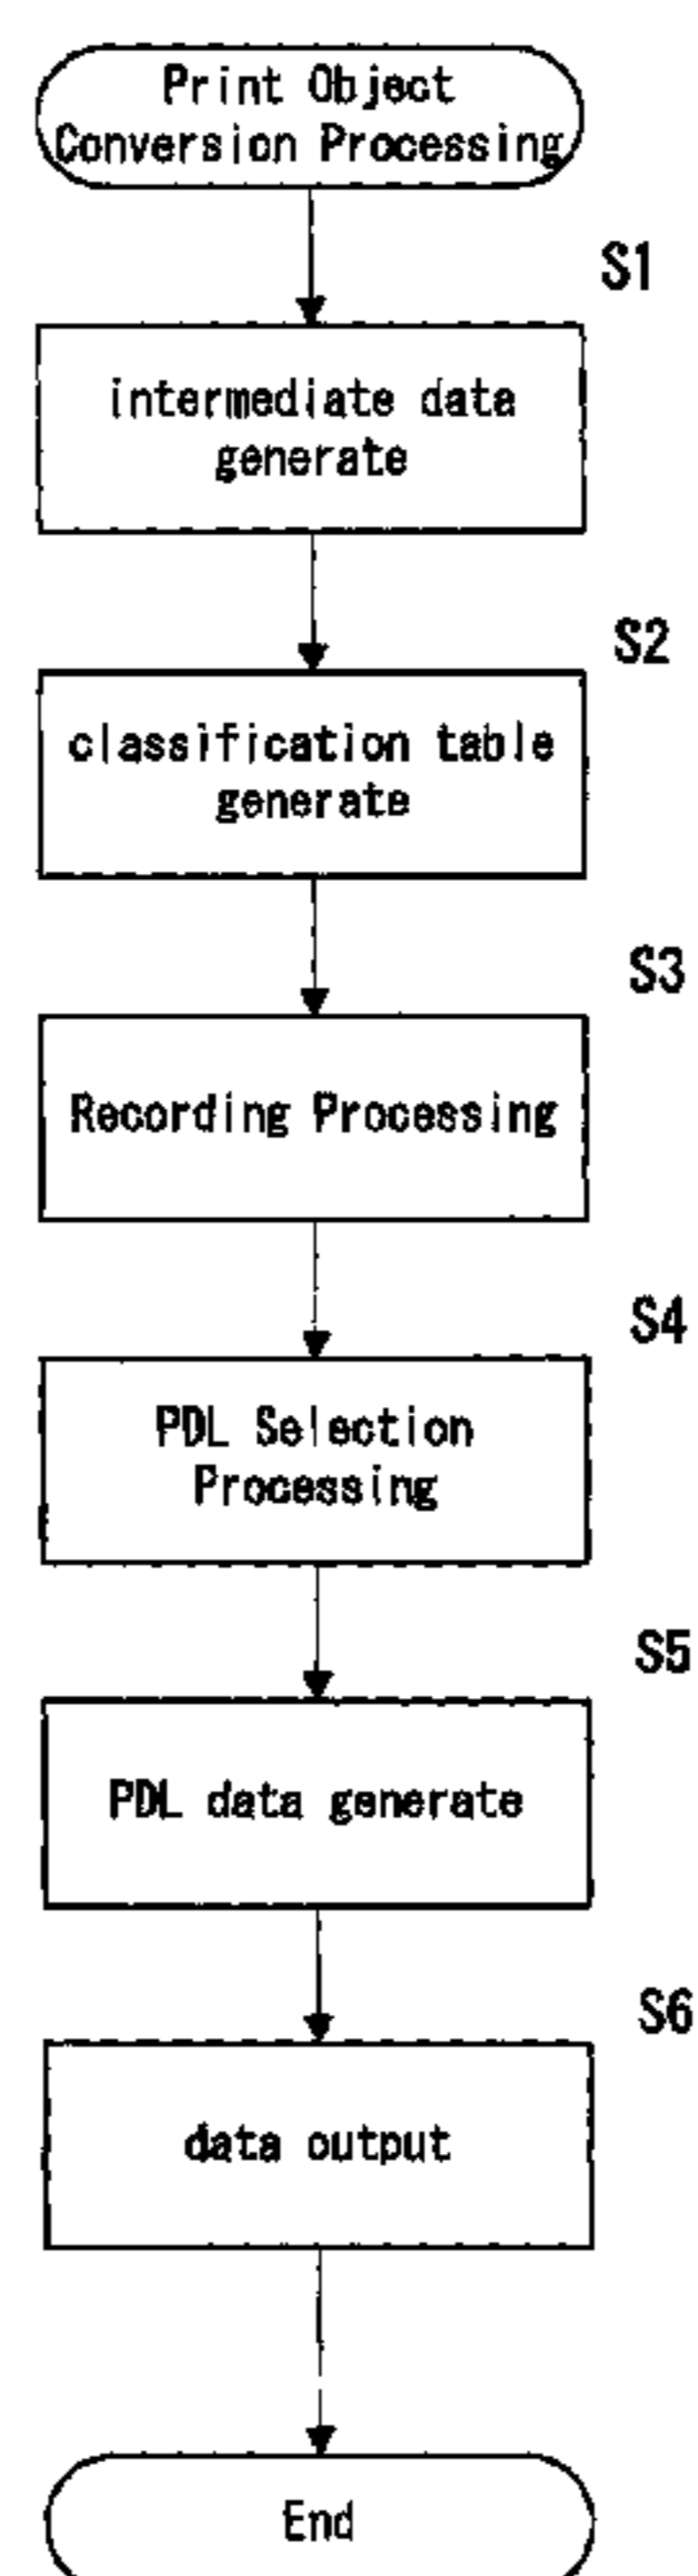 Print Object
Conversion Processing
S1
intermediate data
generate
S2
classification table
generate
S3
Recording Processing
S4
PDL Selection
Processing
S5
PDL data generate
S6
data output
End